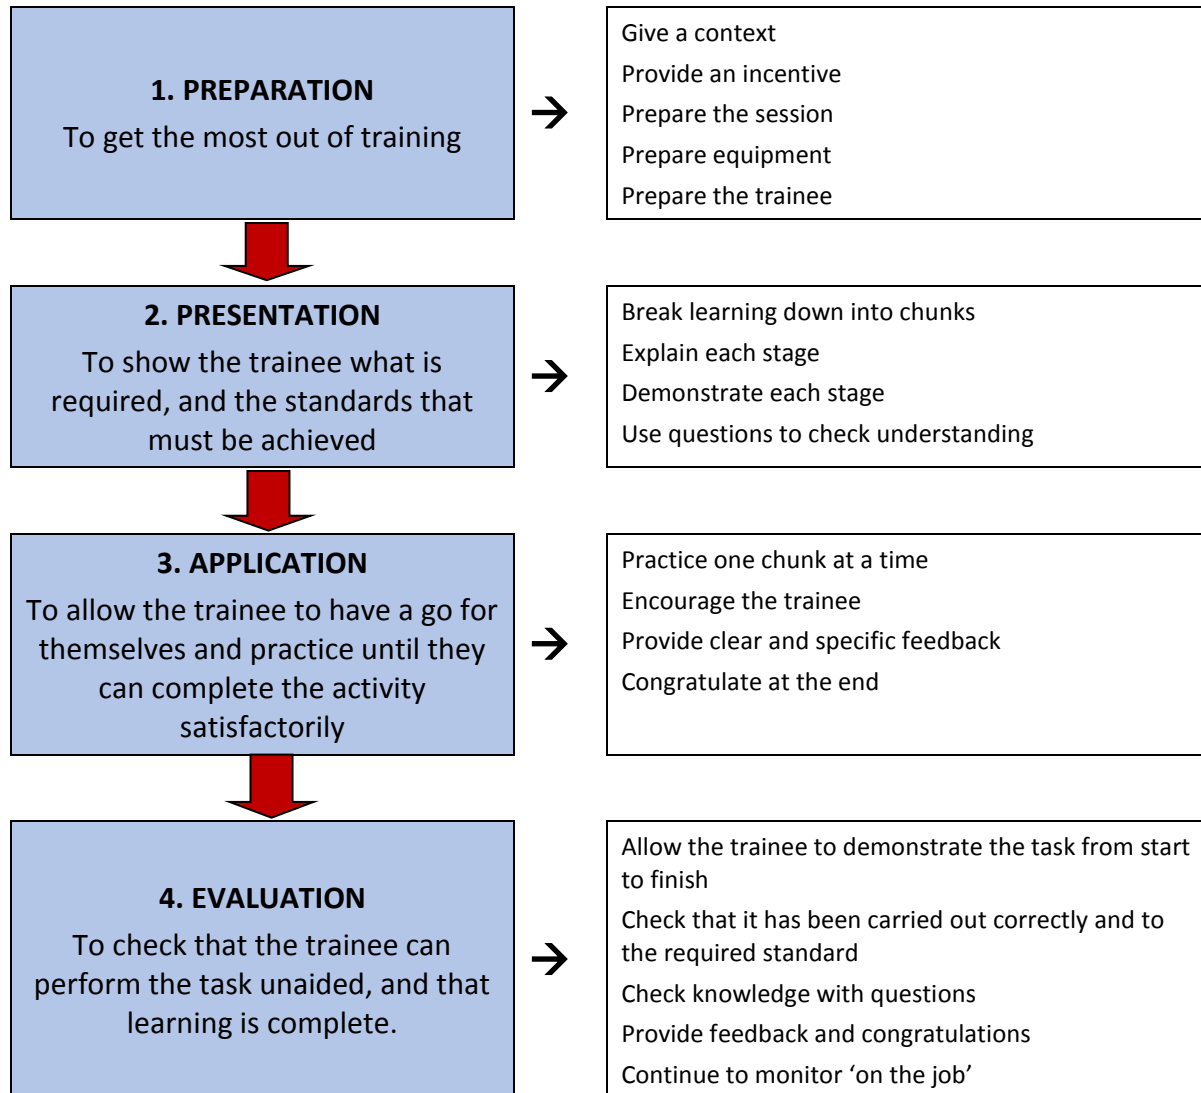 1. PREPARATION
To get the most out of training
→
Give a context
Provide an incentive
Prepare the session
Prepare equipment
Prepare the trainee
2. PRESENTATION
To show the trainee what is
required, and the standards that
must be achieved
→
Break learning down into chunks
Explain each stage
Demonstrate each stage
Use questions to check understanding
3. APPLICATION
To allow the trainee to have a go for
themselves and practice until they
can complete the activity
satisfactorily
→
Practice one chunk at a time
Encourage the trainee
Provide clear and specific feedback
Congratulate at the end
4. EVALUATION
To check that the trainee can
perform the task unaided, and that
learning is complete.
→
Allow the trainee to demonstrate the task from start
to finish
Check that it has been carried out correctly and to
the required standard
Check knowledge with questions
Provide feedback and congratulations
Continue to monitor ‘on the job’